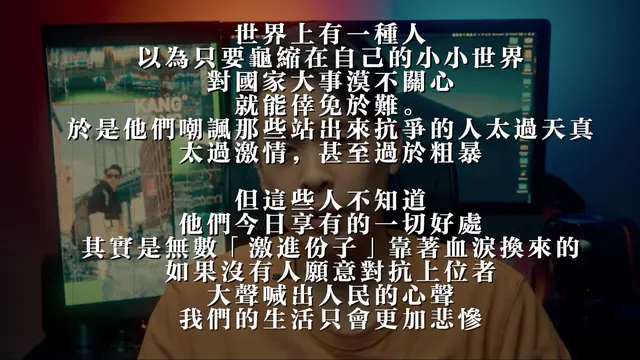 世界上有一種人
以為只要龜縮在自己的小小世界
對國家大事漠不關心
就能倖免於難。
於是他們嘲諷那些站出來抗爭的人太過天真
太過激情，甚至過於粗暴
但這些人不知道
他們今日享有的一切好處
其實是無數「激進份子」靠著血淚換來的
如果沒有人願意對抗上位者
大聲喊出人民的心聲
我們的生活只會更加悲慘
KANG